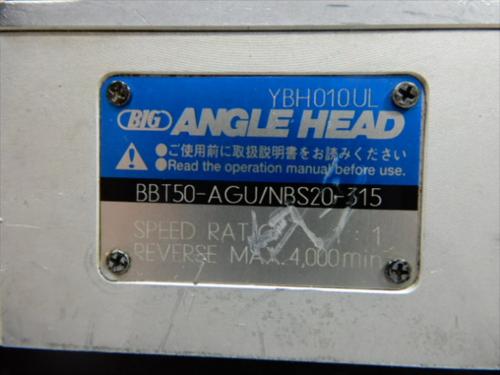 YBH010UL
BIG ANGLE HEAD
●ご使用前に取扱説明書をお読みください
●Read the operation manual before use.
BBT50-AGU/NBS20-315
SPEED RATIO 1 : 1
REVERSE MAX.4,000min